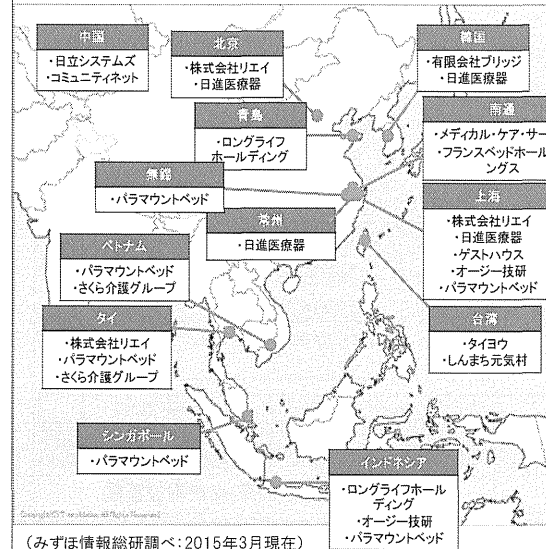 中国
・日立システムズ
・コミュニティネット
北京
・株式会社リエイ
・日進医療器
韓国
・有限会社ブリッジ
・日進医療器
青島
・ロングライフ
ホールディング
南通
・メディカル・ケア・サー
・フランスベッドホール
ングス
無錫
・パラマウントベッド
常州
・日進医療器
上海
・株式会社リエイ
・日進医療器
・ゲストハウス
・オージー技研
・パラマウントベッド
ベトナム
・パラマウントベッド
・さくら介護グループ
タイ
・株式会社リエイ
・パラマウントベッド
・さくら介護グループ
台湾
・タイヨウ
・しんまち元気村
シンガポール
・パラマウントベッド
インドネシア
・ロングライフホール
ディング
・オージー技研
・パラマウントベッド
(みずほ情報総研調べ:2015年3月現在)